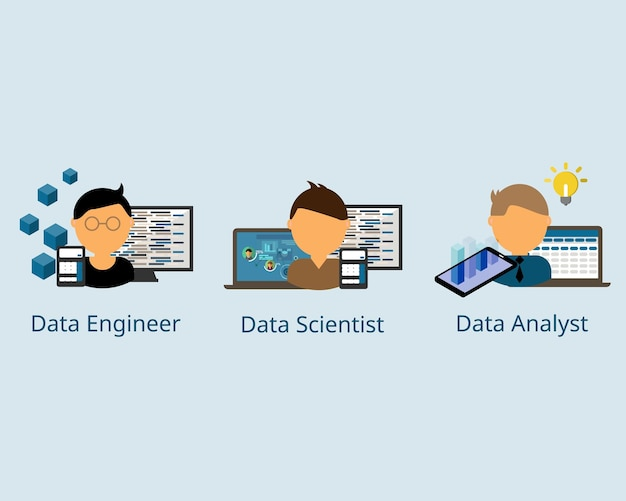 Data Engineer
Data Scientist
Data Analyst